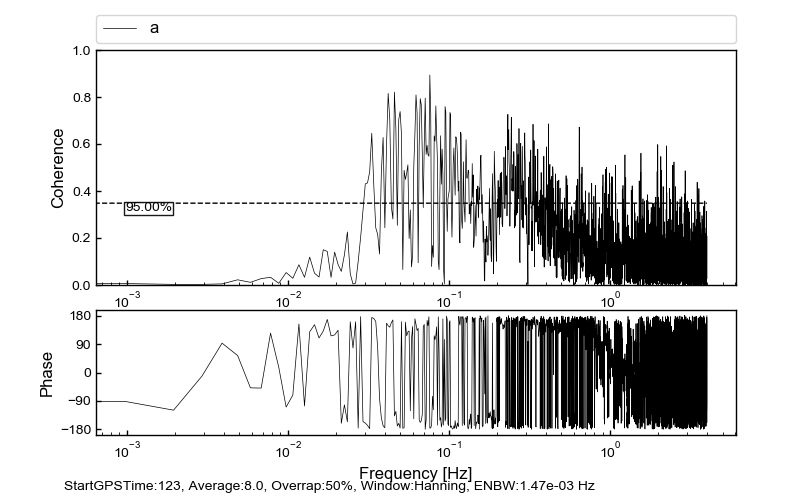 a
1.0
0.8
Coherence
0.6
0.4
95.00%
0.2
0.0
10⁻³ 10⁻² 10⁻¹ 10⁰
180
90
Phase
0
−90
−180
10⁻³ 10⁻² 10⁻¹ 10⁰
Frequency [Hz]
StartGPSTime:123, Average:8.0, Overrap:50%, Window:Hanning, ENBW:1.47e-03 Hz